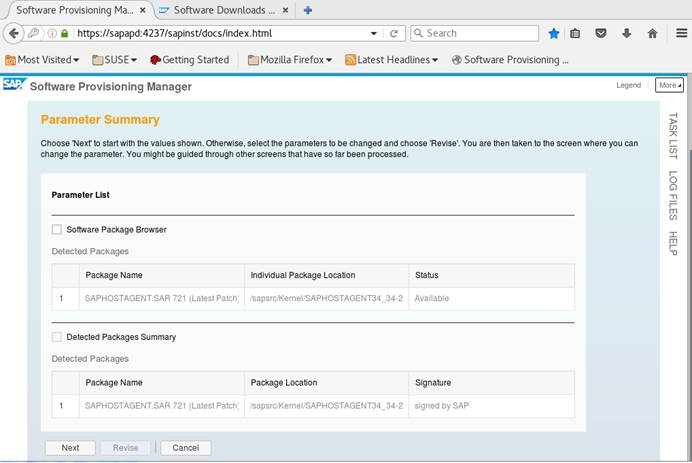 Software Provisioning Ma...
Software Downloads ...
https://sapapd:4237/sapinst/docs/index.html
Search
Most Visited
SUSE
Getting Started
Mozilla Firefox
Latest Headlines
Software Provisioning ...
SAP
Software Provisioning Manager
Legend
More
Parameter Summary
Choose 'Next' to start with the values shown. Otherwise, select the parameters to be changed and choose 'Revise'. You are then taken to the screen where you can
change the parameter. You might be guided through other screens that have so far been processed.
Parameter List
Software Package Browser
Detected Packages
Package Name Individual Package Location Status
1 SAPHOSTAGENT.SAR 721 (Latest Patch) /sapsrc/Kernel/SAPHOSTAGENT34_34-2 Available
Detected Packages Summary
Detected Packages
Package Name Package Location Signature
1 SAPHOSTAGENT.SAR 721 (Latest Patch) /sapsrc/Kernel/SAPHOSTAGENT34_34-2 signed by SAP
Next Revise Cancel
TASK LIST
LOG FILES
HELP